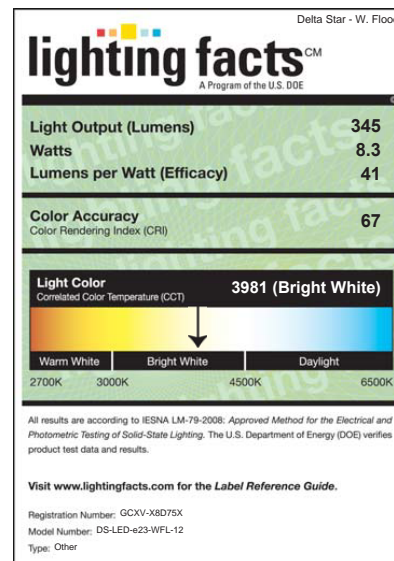 Delta Star - W. Flood
lighting facts CM
A Program of the U.S. DOE
Light Output (Lumens) 345
Watts 8.3
Lumens per Watt (Efficacy) 41
Color Accuracy
Color Rendering Index (CRI) 67
Light Color
Correlated Color Temperature (CCT) 3981 (Bright White)
Warm White Bright White Daylight
2700K 3000K 4500K 6500K
All results are according to IESNA LM-79-2008: Approved Method for the Electrical and
Photometric Testing of Solid-State Lighting. The U.S. Department of Energy (DOE) verifies
product test data and results.
Visit www.lightingfacts.com for the Label Reference Guide.
Registration Number: GCXV-X8D75X
Model Number: DS-LED-e23-WFL-12
Type: Other